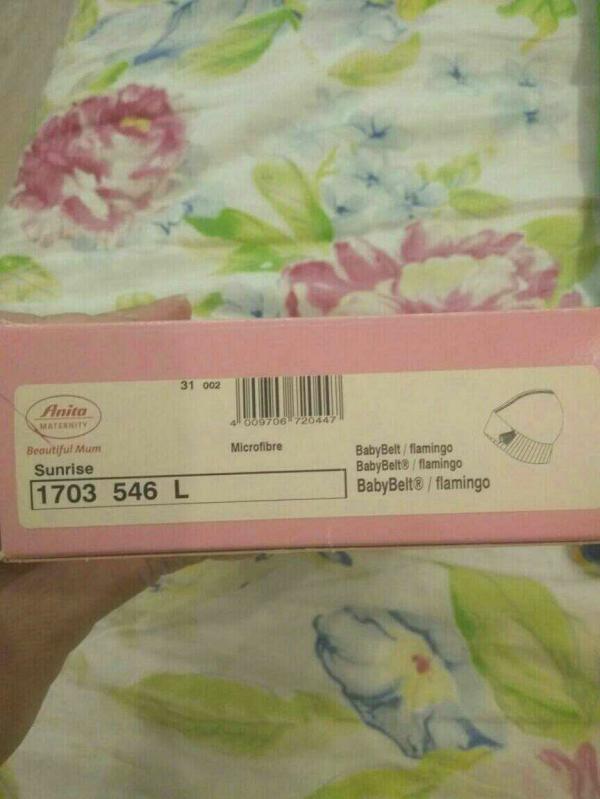 31 002
4 009706 720447
Anita
MATERNITY
Beautiful Mum
Microfibre
BabyBelt / flamingo
BabyBelt® / flamingo
Sunrise
1703 546 L
BabyBelt® / flamingo